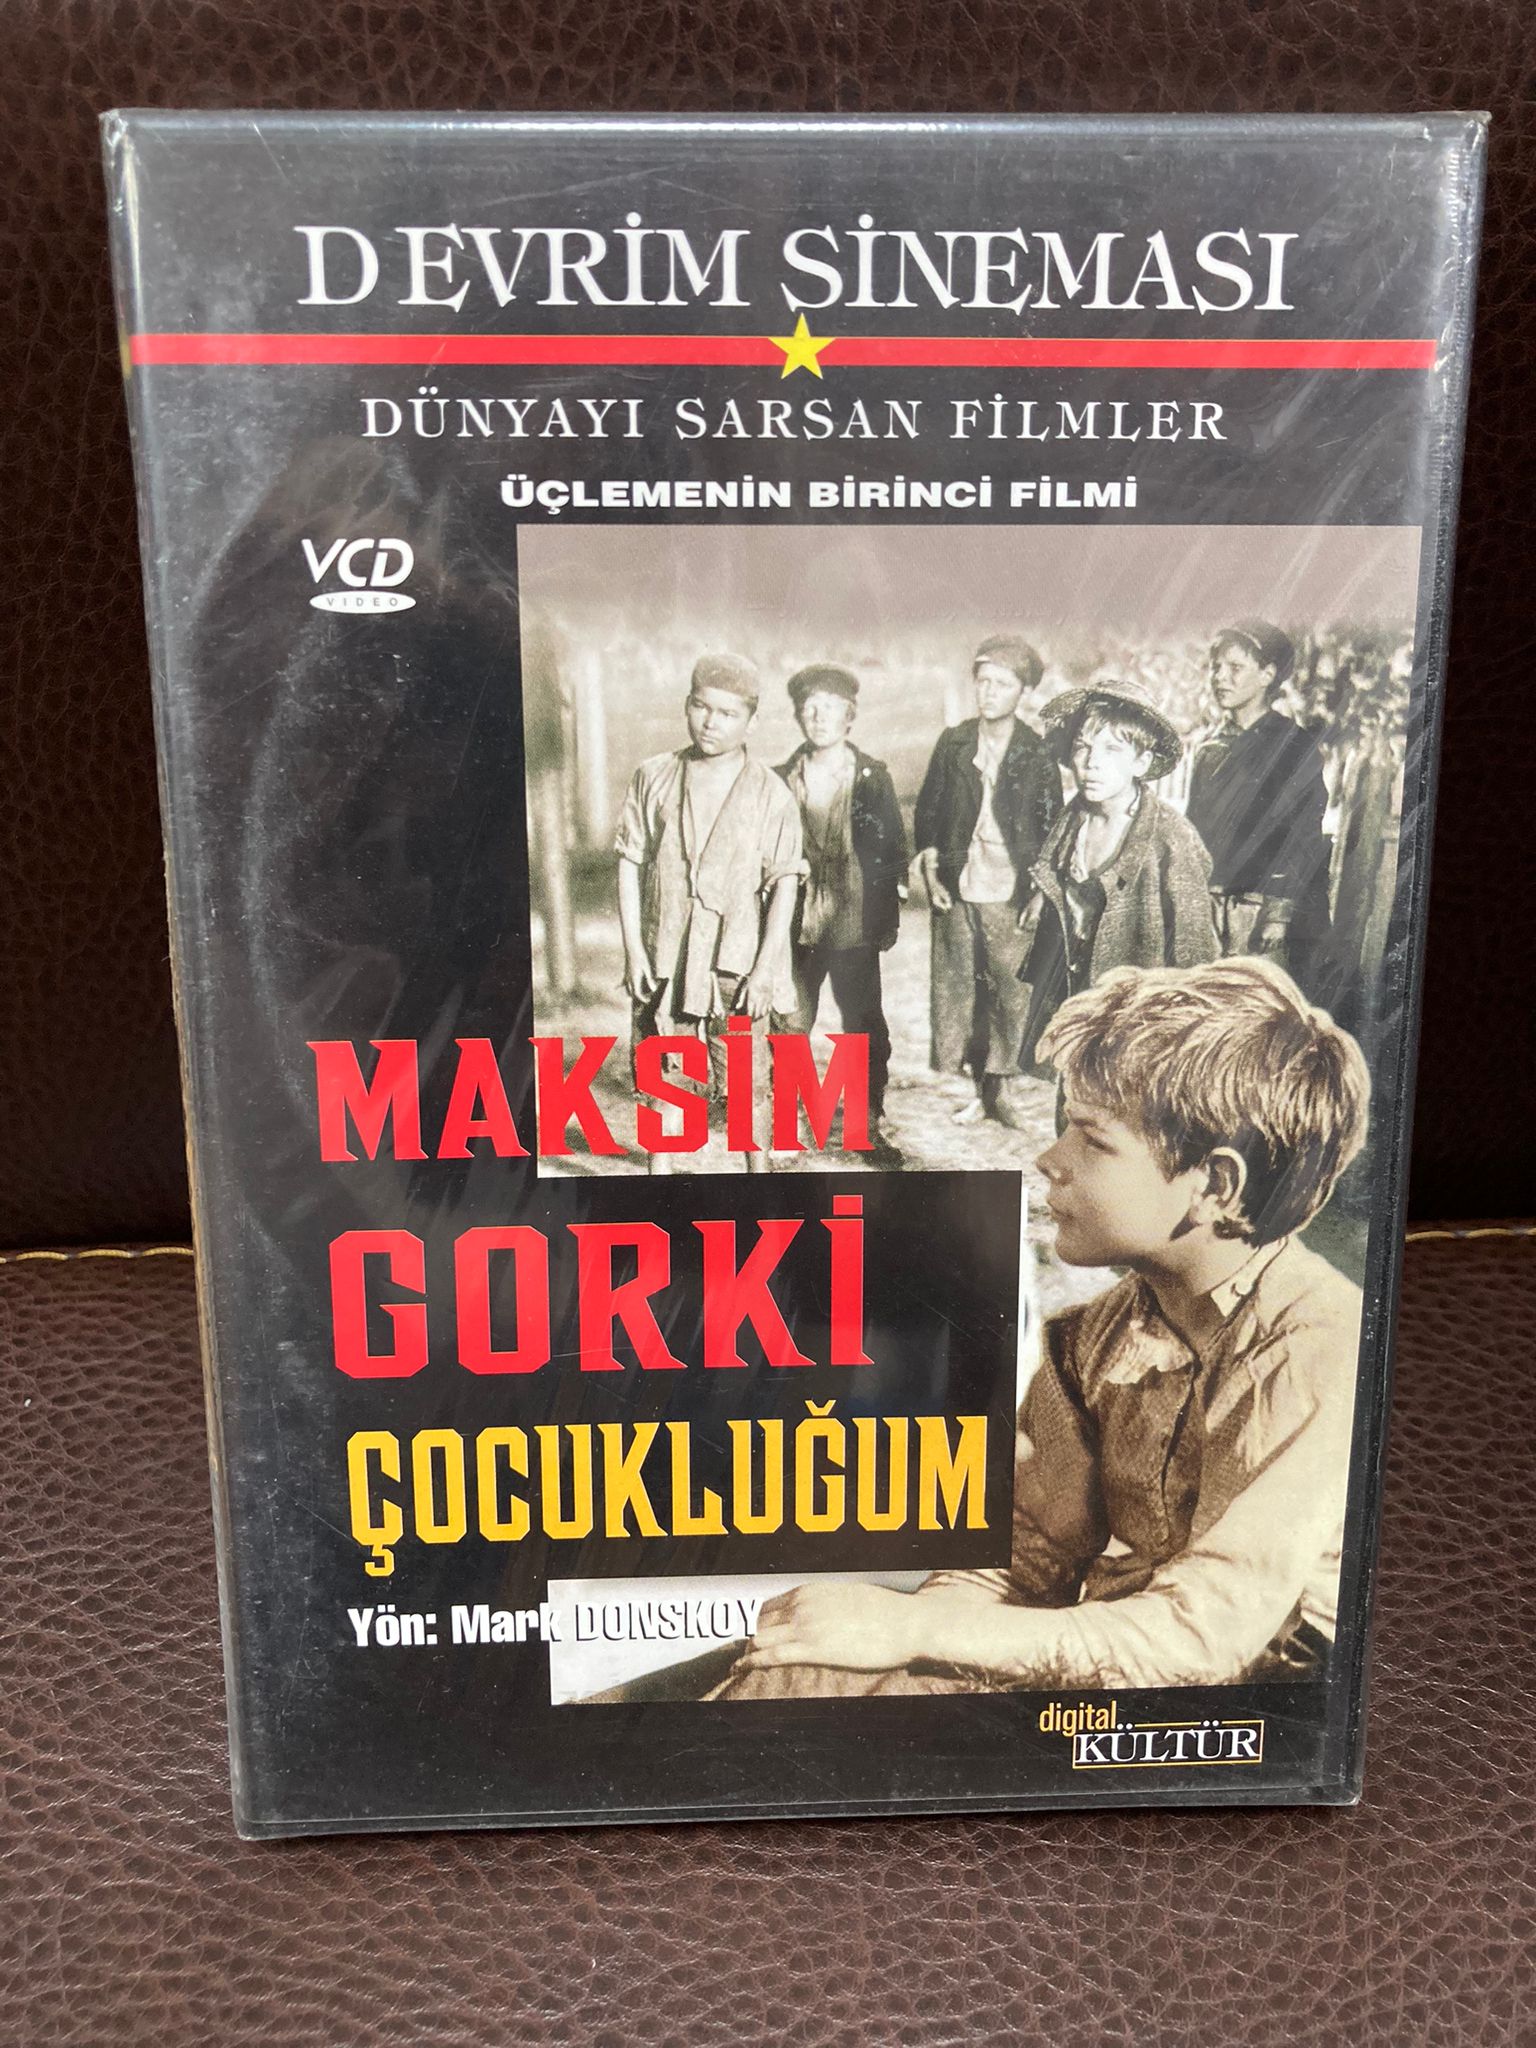 DEVRİM SİNEMASI
DÜNYAYI SARSAN FİLMLER
ÜÇLEMENİN BİRİNCİ FİLMİ
VCD
VIDEO
MAKSİM
GORKİ
ÇOCUKLUĞUM
Yön: Mark DONSKOY
digital
KÜLTÜR